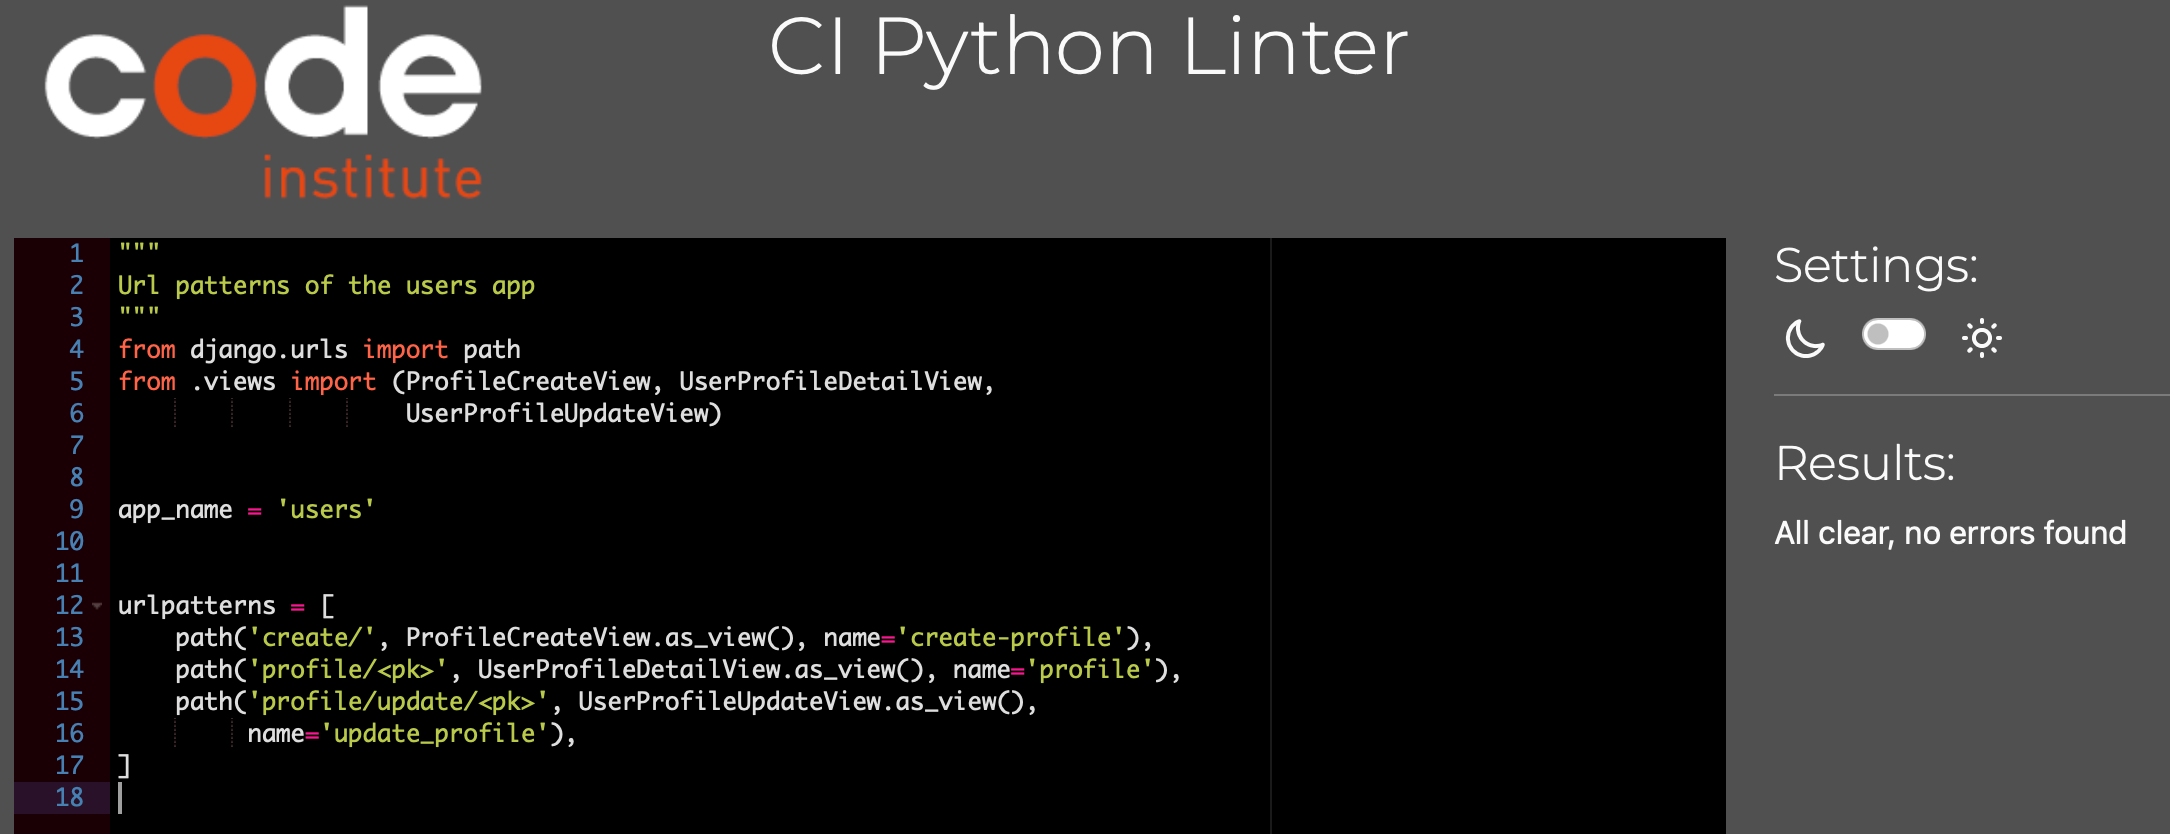 code
institute
CI Python Linter
1 """
2 Url patterns of the users app
3 """
4 from django.urls import path
5 from .views import (ProfileCreateView, UserProfileDetailView,
6                     UserProfileUpdateView)
7
8
9 app_name = 'users'
10
11
12 urlpatterns = [
13     path('create/', ProfileCreateView.as_view(), name='create-profile'),
14     path('profile/<pk>', UserProfileDetailView.as_view(), name='profile'),
15     path('profile/update/<pk>', UserProfileUpdateView.as_view(),
16          name='update_profile'),
17 ]
18
Settings:
Results:
All clear, no errors found